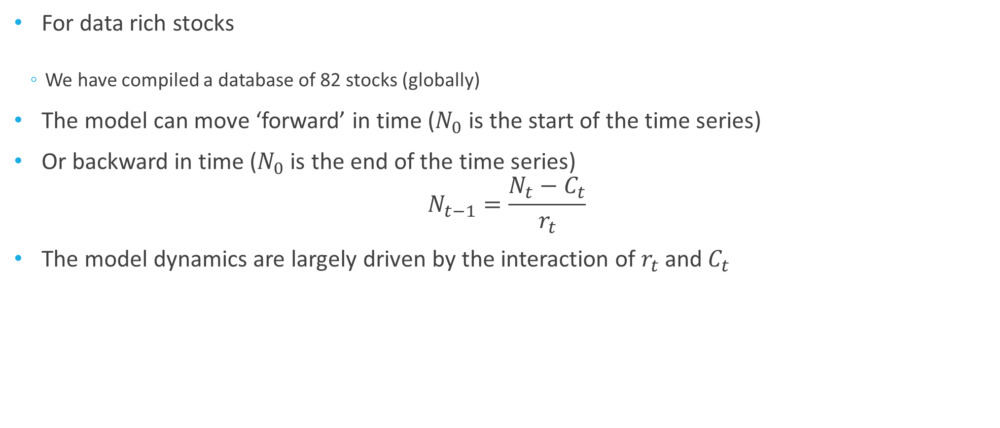 • For data rich stocks
◦ We have compiled a database of 82 stocks (globally)
• The model can move ‘forward’ in time (𝑁₀ is the start of the time series)
• Or backward in time (𝑁₀ is the end of the time series)
$N_{t-1} = \frac{N_t - C_t}{r_t}$
• The model dynamics are largely driven by the interaction of $r_t$ and $C_t$